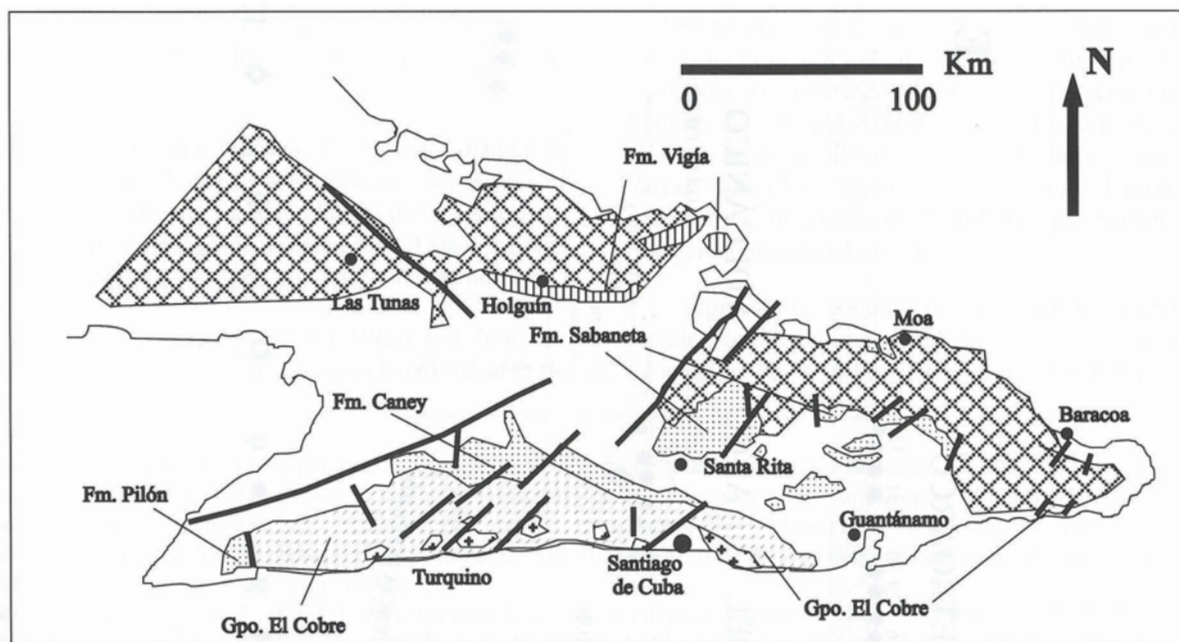 Km
N
0 100
Fm. Vigía
Las Tunas
Holguín
Fm. Sabaneta
Moa
Fm. Caney
Baracoa
Santa Rita
Fm. Pilón
Guantánamo
Turquino
Santiago
de Cuba
Gpo. El Cobre
Gpo. El Cobre